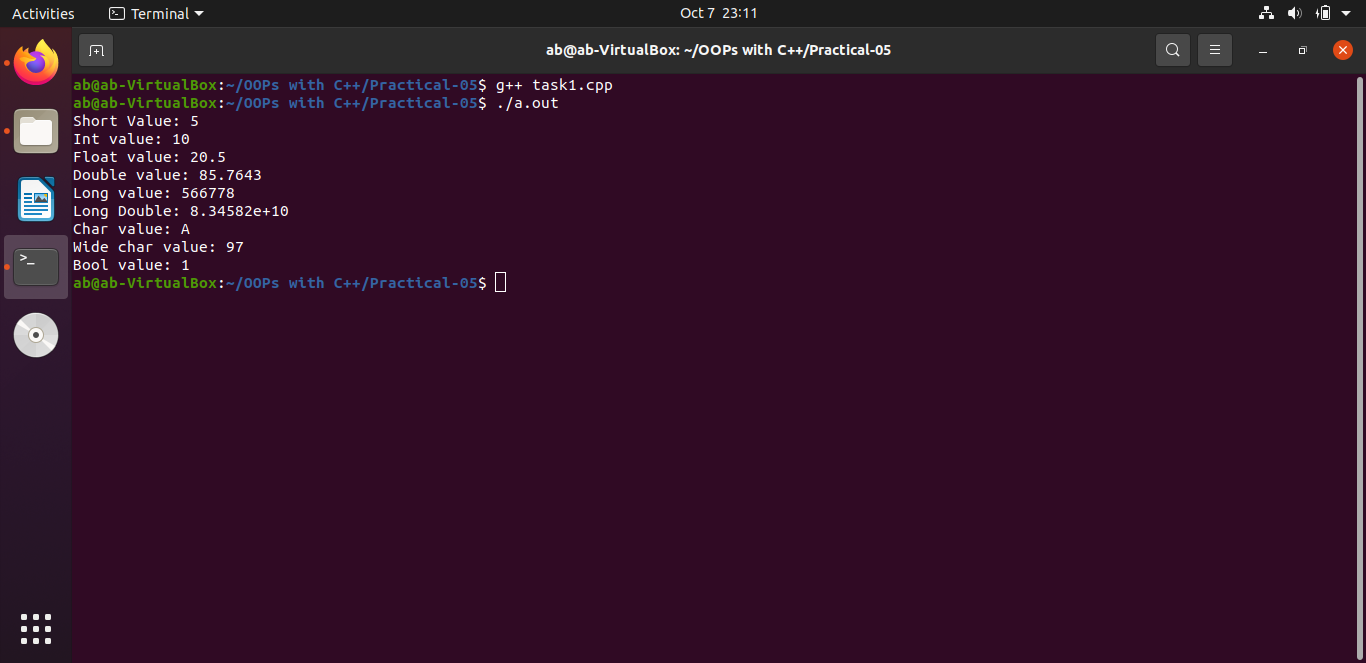 Activities Terminal Oct 7 23:11
ab@ab-VirtualBox: ~/OOPs with C++/Practical-05
ab@ab-VirtualBox:~/OOPs with C++/Practical-05$ g++ task1.cpp
ab@ab-VirtualBox:~/OOPs with C++/Practical-05$ ./a.out
Short Value: 5
Int value: 10
Float value: 20.5
Double value: 85.7643
Long value: 566778
Long Double: 8.34582e+10
Char value: A
Wide char value: 97
Bool value: 1
ab@ab-VirtualBox:~/OOPs with C++/Practical-05$